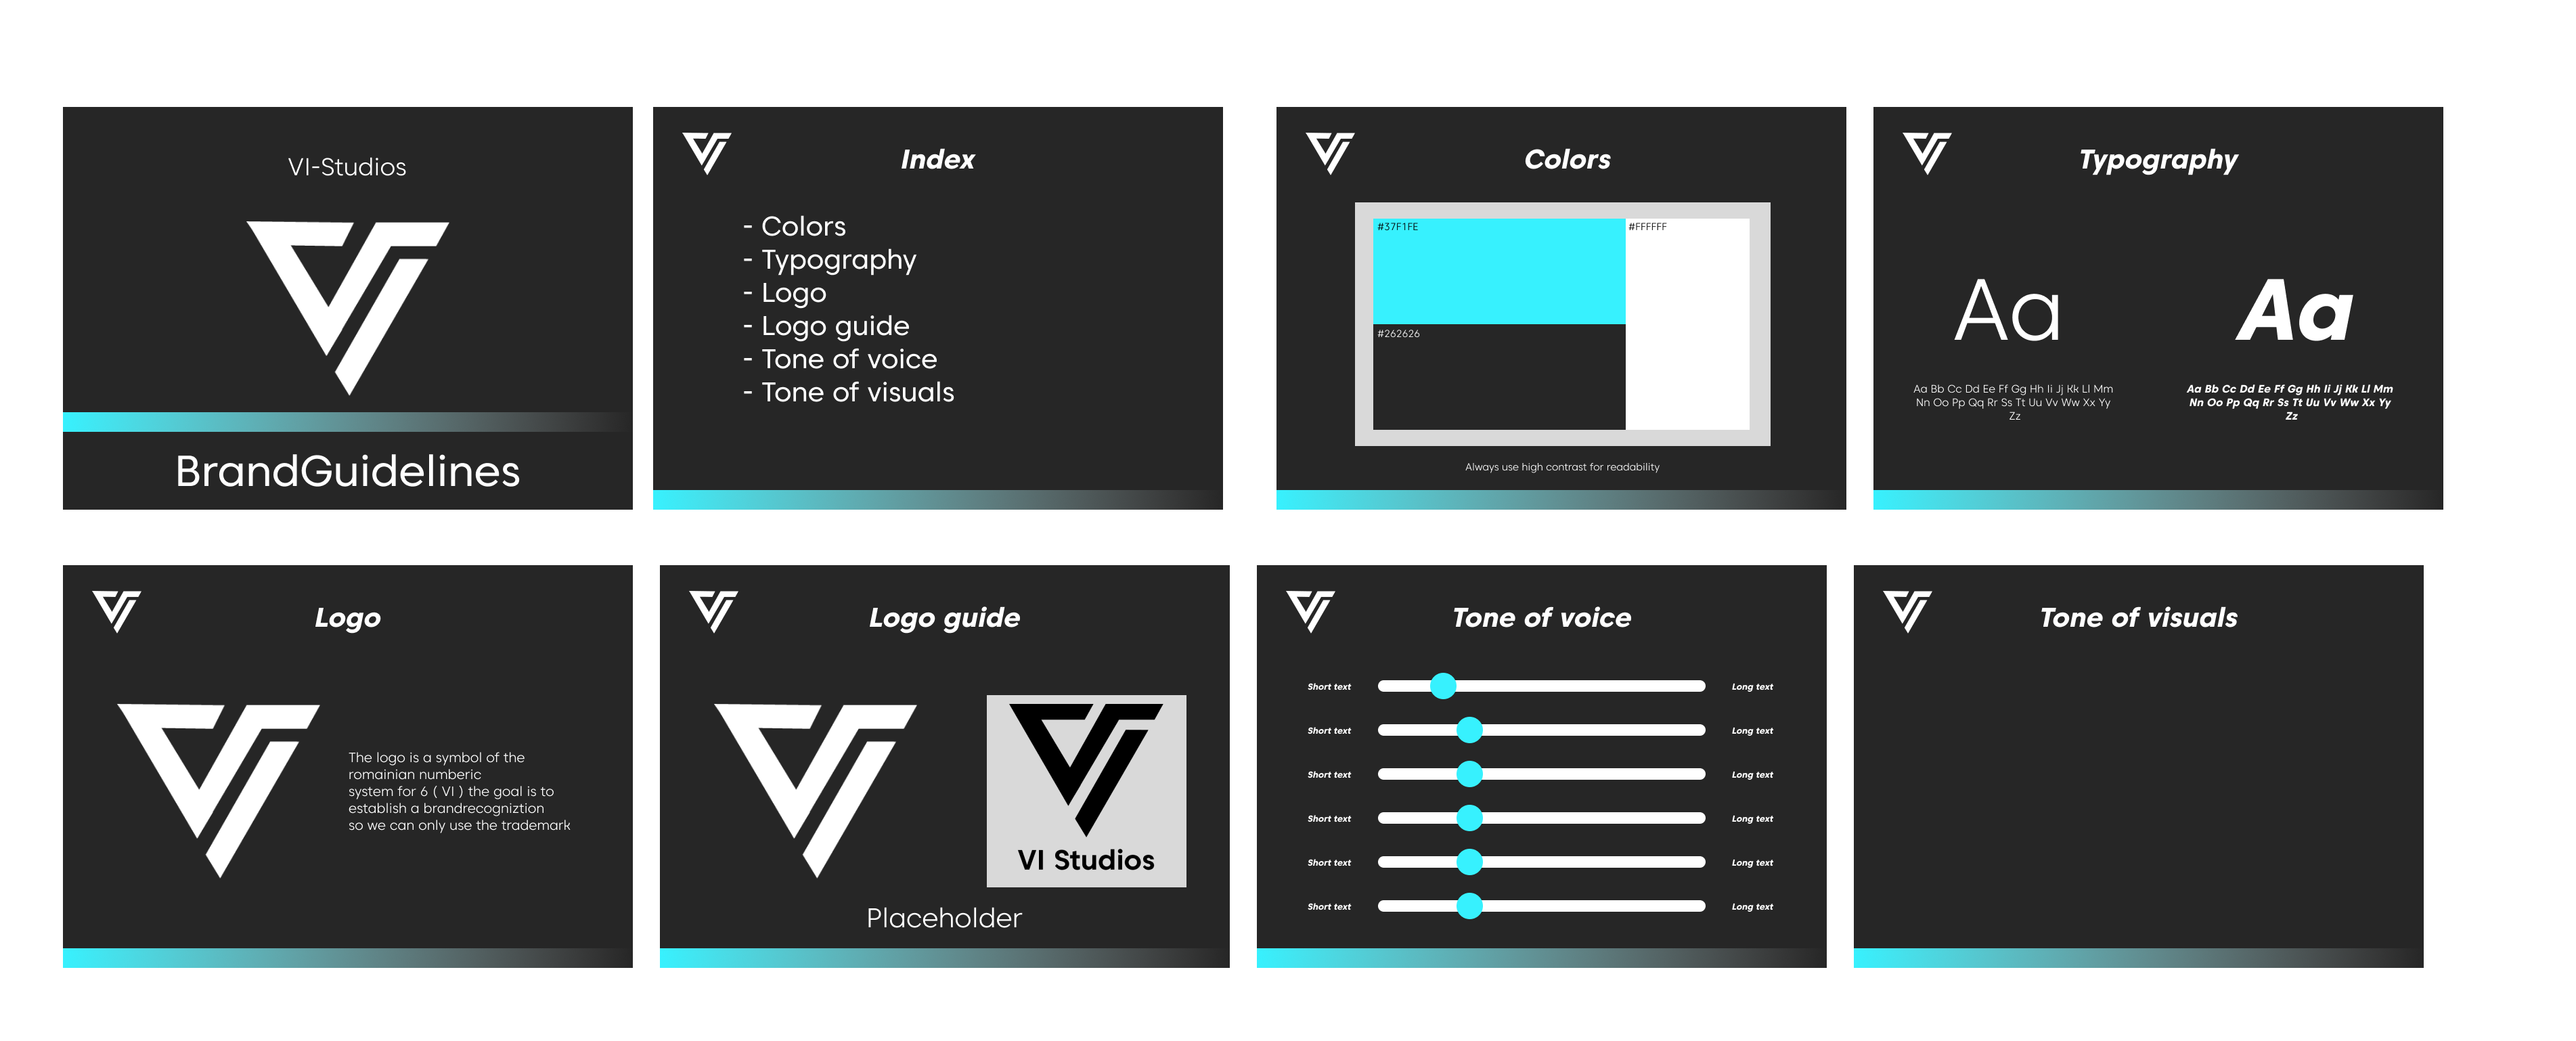 VI-Studios
BrandGuidelines
Index
- Colors
- Typography
- Logo
- Logo guide
- Tone of voice
- Tone of visuals
Colors
#37F1FE
#FFFFFF
#262626
Always use high contrast for readability
Typography
Aa
Aa Bb Cc Dd Ee Ff Gg Hh Ii Jj Kk Ll Mm
Nn Oo Pp Qq Rr Ss Tt Uu Vv Ww Xx Yy
Zz
Aa
Aa Bb Cc Dd Ee Ff Gg Hh Ii Jj Kk Ll Mm
Nn Oo Pp Qq Rr Ss Tt Uu Vv Ww Xx Yy
Zz
Logo
The logo is a symbol of the
romainian numberic
system for 6 ( VI ) the goal is to
establish a brandrecogniztion
so we can only use the trademark
Logo guide
VI Studios
Placeholder
Tone of voice
Short text Long text
Short text Long text
Short text Long text
Short text Long text
Short text Long text
Short text Long text
Tone of visuals